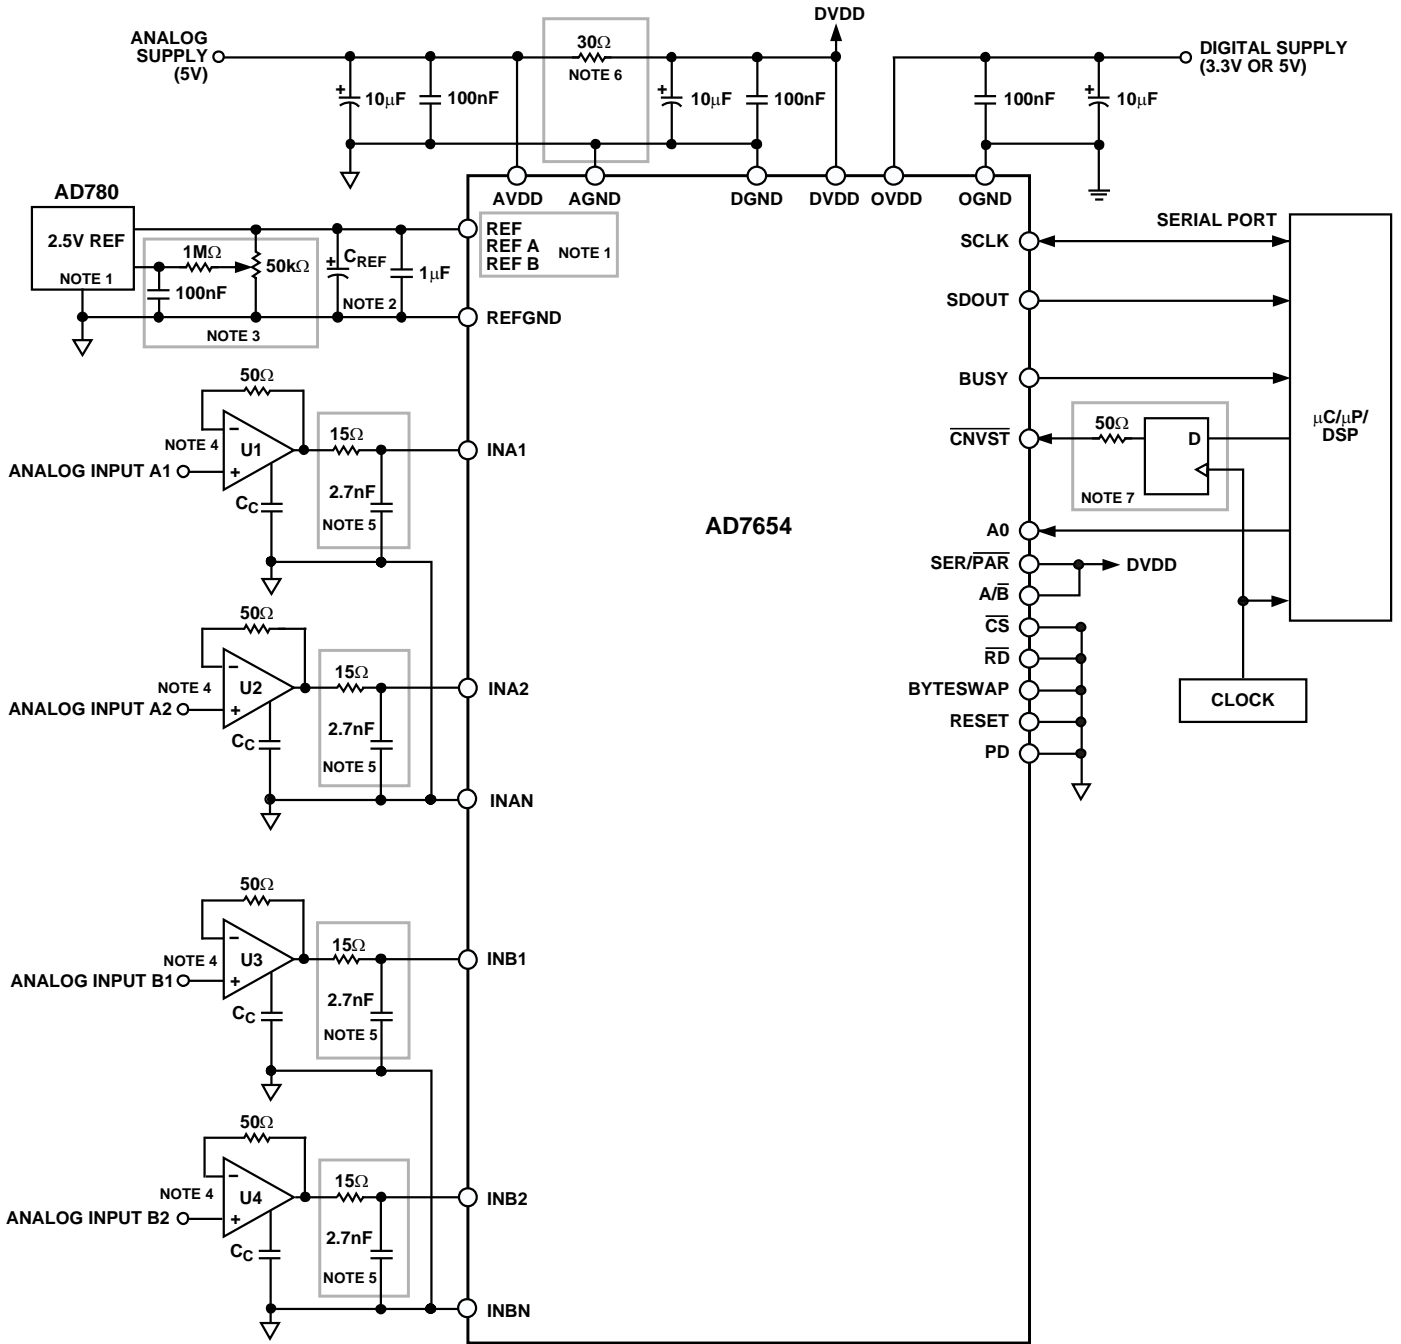 ANALOG
SUPPLY
(5V)
30Ω
NOTE 6
DVDD
DIGITAL SUPPLY
(3.3V OR 5V)
+
10μF
100nF
+
10μF
100nF
100nF
+
10μF
AVDD
AGND
DGND
DVDD
OVDD
OGND
AD780
2.5V REF
NOTE 1
1MΩ
50kΩ
100nF
NOTE 3
+
CREF
NOTE 2
1μF
REF
REF A
REF B
NOTE 1
REFGND
SERIAL PORT
SCLK
SDOUT
BUSY
CNVST
50Ω
D
NOTE 7
μC/μP/
DSP
A0
SER/PAR
DVDD
A/B
CS
RD
BYTESWAP
RESET
PD
CLOCK
AD7654
50Ω
NOTE 4
−
U1
+
ANALOG INPUT A1
CC
15Ω
2.7nF
NOTE 5
INA1
50Ω
NOTE 4
−
U2
+
ANALOG INPUT A2
CC
15Ω
2.7nF
NOTE 5
INA2
INAN
50Ω
NOTE 4
−
U3
+
ANALOG INPUT B1
CC
15Ω
2.7nF
NOTE 5
INB1
50Ω
NOTE 4
−
U4
+
ANALOG INPUT B2
CC
15Ω
2.7nF
NOTE 5
INB2
INBN